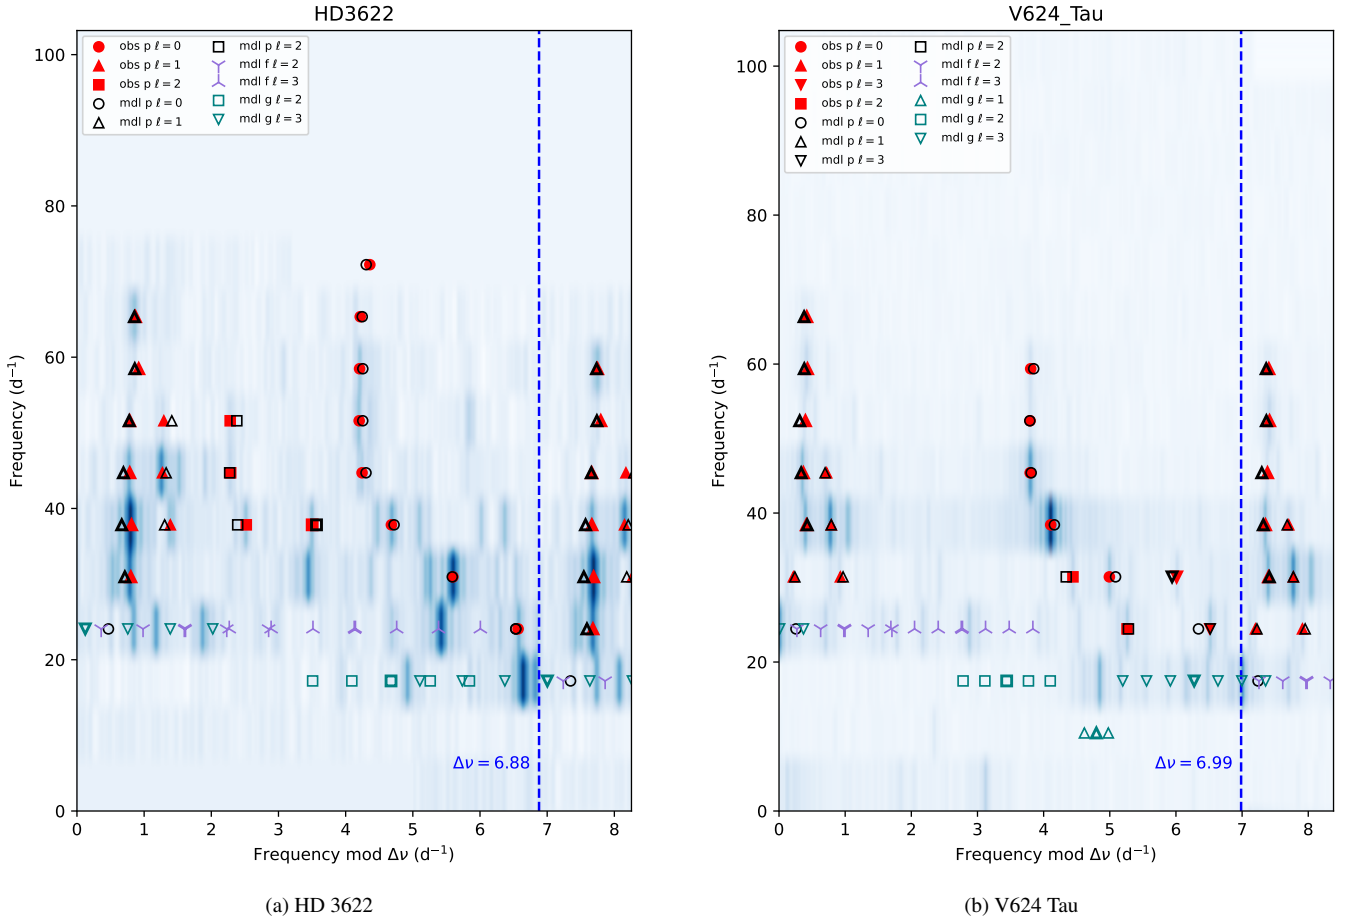 HD3622
obs p ℓ = 0
obs p ℓ = 1
obs p ℓ = 2
mdl p ℓ = 0
mdl p ℓ = 1
mdl p ℓ = 2
mdl f ℓ = 2
mdl f ℓ = 3
mdl g ℓ = 2
mdl g ℓ = 3
100
80
60
40
20
0
Frequency (d⁻¹)
Δν = 6.88
0 1 2 3 4 5 6 7 8
Frequency mod Δν (d⁻¹)
(a) HD 3622
V624_Tau
obs p ℓ = 0
obs p ℓ = 1
obs p ℓ = 3
obs p ℓ = 2
mdl p ℓ = 0
mdl p ℓ = 1
mdl p ℓ = 3
mdl p ℓ = 2
mdl f ℓ = 2
mdl f ℓ = 3
mdl g ℓ = 1
mdl g ℓ = 2
mdl g ℓ = 3
100
80
60
40
20
0
Frequency (d⁻¹)
Δν = 6.99
0 1 2 3 4 5 6 7 8
Frequency mod Δν (d⁻¹)
(b) V624 Tau